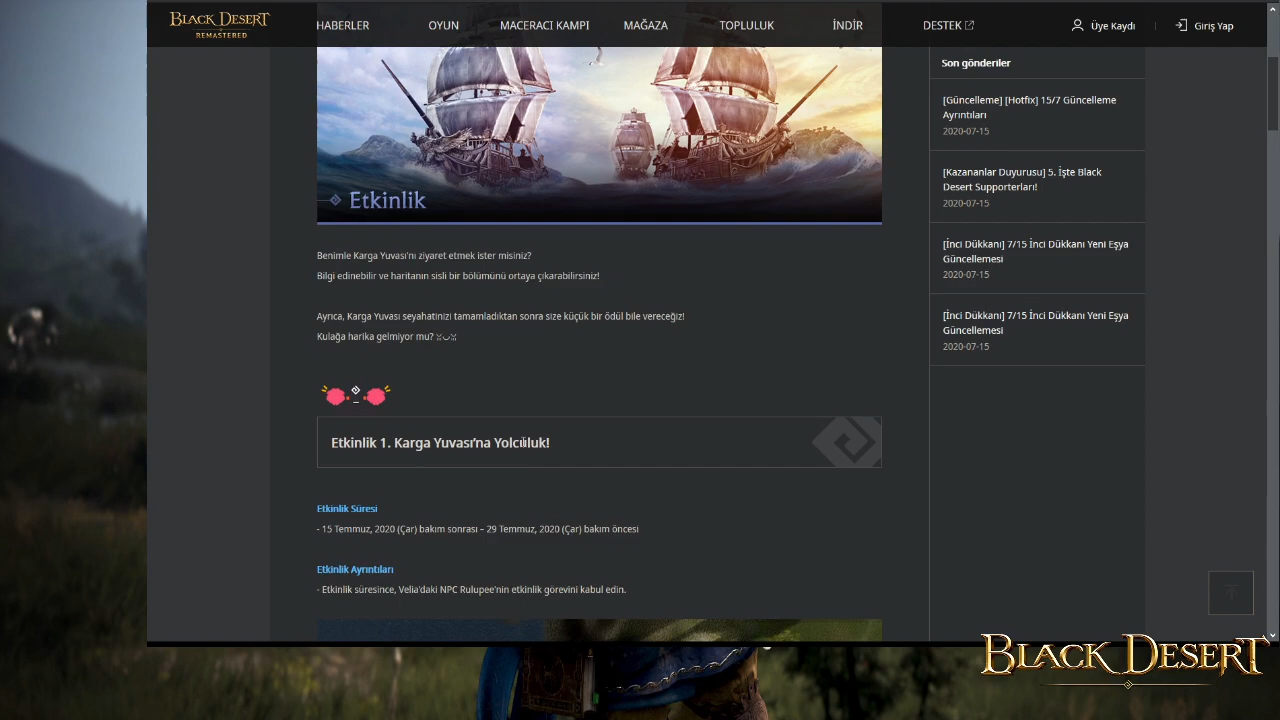 BLACK DESERT
REMASTERED
HABERLER
OYUN
MACERACI KAMPI
MAĞAZA
TOPLULUK
İNDİR
DESTEK
Üye Kaydı
Giriş Yap
Etkinlik
Benimle Karga Yuvası'nı ziyaret etmek ister misiniz?
Bilgi edinebilir ve haritanın sisli bir bölümünü ortaya çıkarabilirsiniz!
Ayrıca, Karga Yuvası seyahatinizi tamamladıktan sonra size küçük bir ödül bile vereceğiz!
Kulağa harika gelmiyor mu?
Etkinlik 1. Karga Yuvası'na Yolculuk!
Etkinlik Süresi
- 15 Temmuz, 2020 (Çar) bakım sonrası – 29 Temmuz, 2020 (Çar) bakım öncesi
Etkinlik Ayrıntıları
- Etkinlik süresince, Velia'daki NPC Rulupee'nin etkinlik görevini kabul edin.
Son gönderiler
[Güncelleme] [Hotfix] 15/7 Güncelleme
Ayrıntıları
2020-07-15
[Kazananlar Duyurusu] 5. İşte Black
Desert Supporterları!
2020-07-15
[İnci Dükkanı] 7/15 İnci Dükkanı Yeni Eşya
Güncellemesi
2020-07-15
[İnci Dükkanı] 7/15 İnci Dükkanı Yeni Eşya
Güncellemesi
2020-07-15
BLACK DESERT